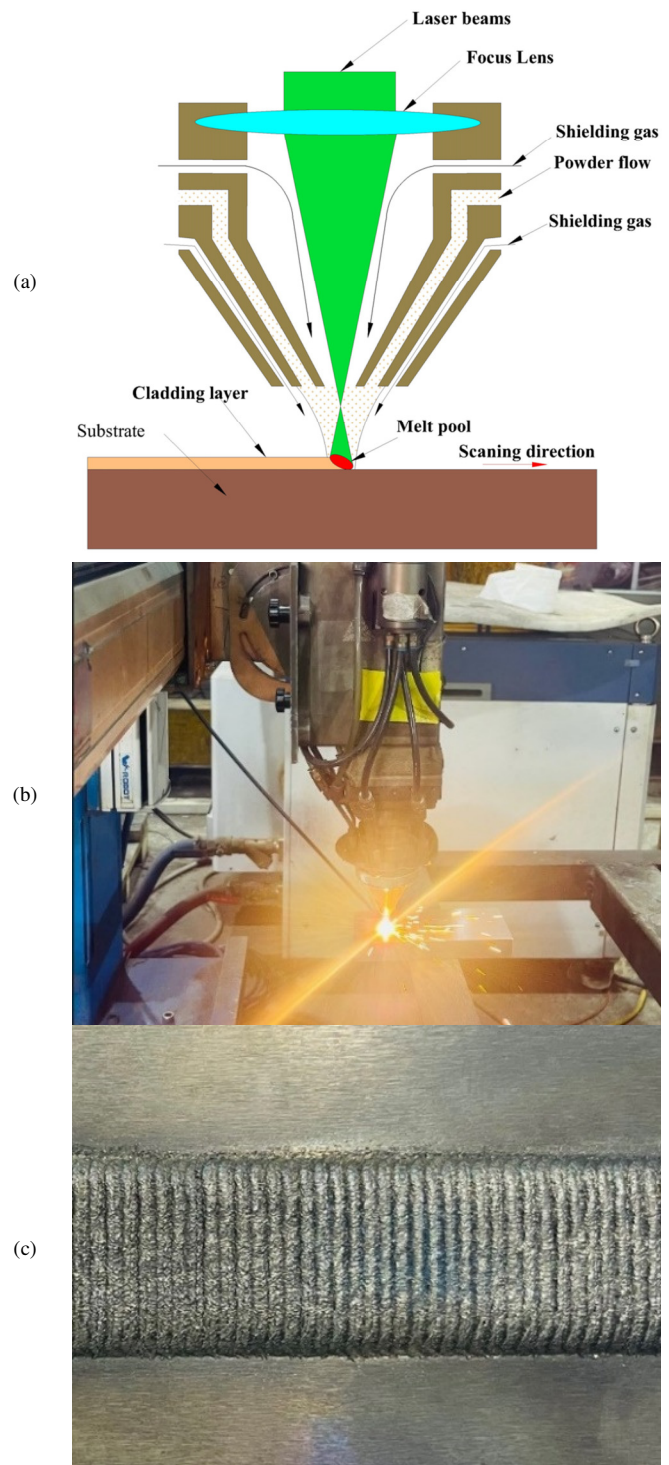 Laser beams
Focus Lens
Shielding gas
Powder flow
Shielding gas
(a)
Cladding layer
Substrate
Melt pool
Scaning direction
(b)
(c)